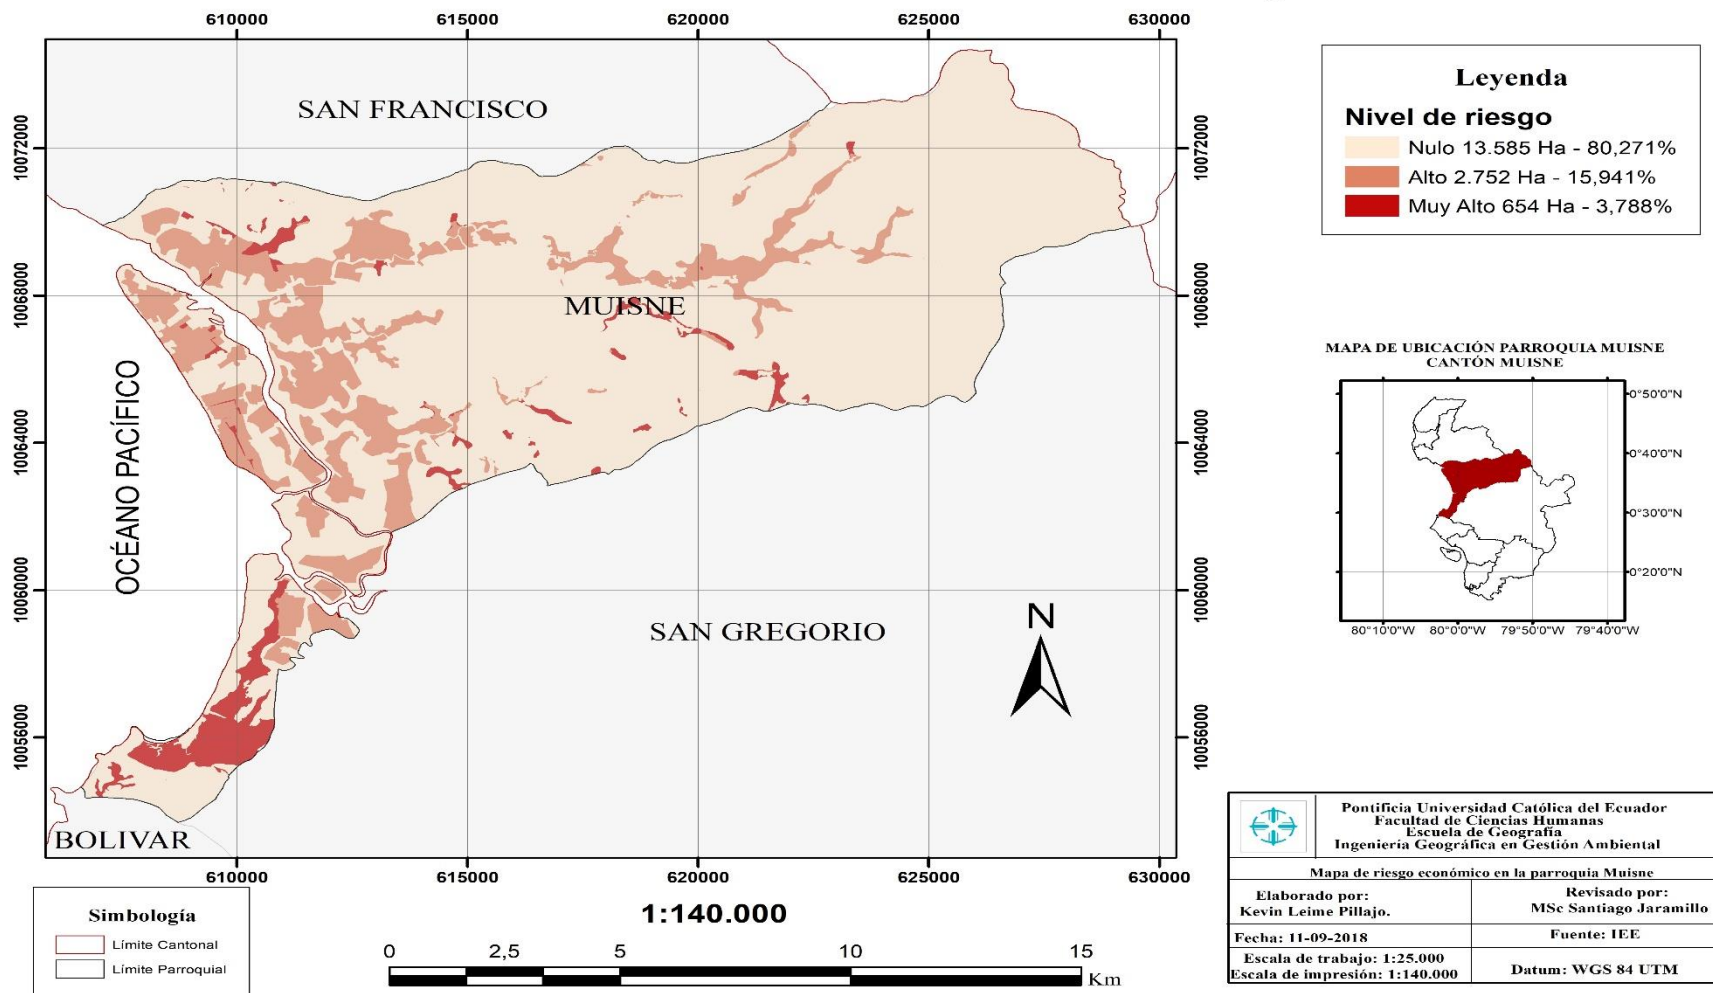 610000
615000
620000
625000
630000
10072000
10068000
10064000
10060000
10056000
SAN FRANCISCO
MUISNE
OCÉANO PACÍFICO
SAN GREGORIO
BOLIVAR
N
10072000
10068000
10064000
10060000
10056000
610000
615000
620000
625000
630000
Leyenda
Nivel de riesgo
Nulo 13.585 Ha - 80,271%
Alto 2.752 Ha - 15,941%
Muy Alto 654 Ha - 3,788%
MAPA DE UBICACIÓN PARROQUIA MUISNE
CANTÓN MUISNE
0°50'0"N
0°40'0"N
0°30'0"N
0°20'0"N
80°10'0"W 80°0'0"W 79°50'0"W 79°40'0"W
Simbología
Límite Cantonal
Límite Parroquial
1:140.000
0 2,5 5 10 15
Km
Pontificia Universidad Católica del Ecuador
Facultad de Ciencias Humanas
Escuela de Geografía
Ingeniería Geográfica en Gestión Ambiental
Mapa de riesgo económico en la parroquia Muisne
Elaborado por:
Kevin Leime Pillajo.
Revisado por:
MSc Santiago Jaramillo
Fecha: 11-09-2018
Fuente: IEE
Escala de trabajo: 1:25.000
Escala de impresión: 1:140.000
Datum: WGS 84 UTM